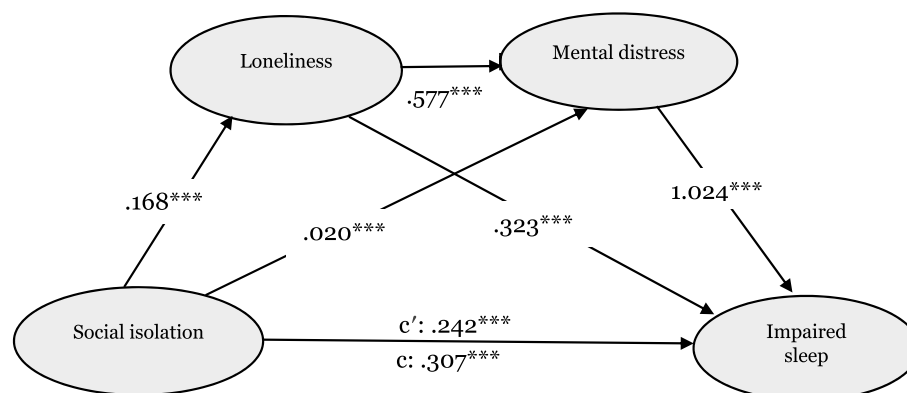 Loneliness
Mental distress
.577***
.168***
.020***
.323***
1.024***
Social isolation
c′: .242***
c: .307***
Impaired
sleep